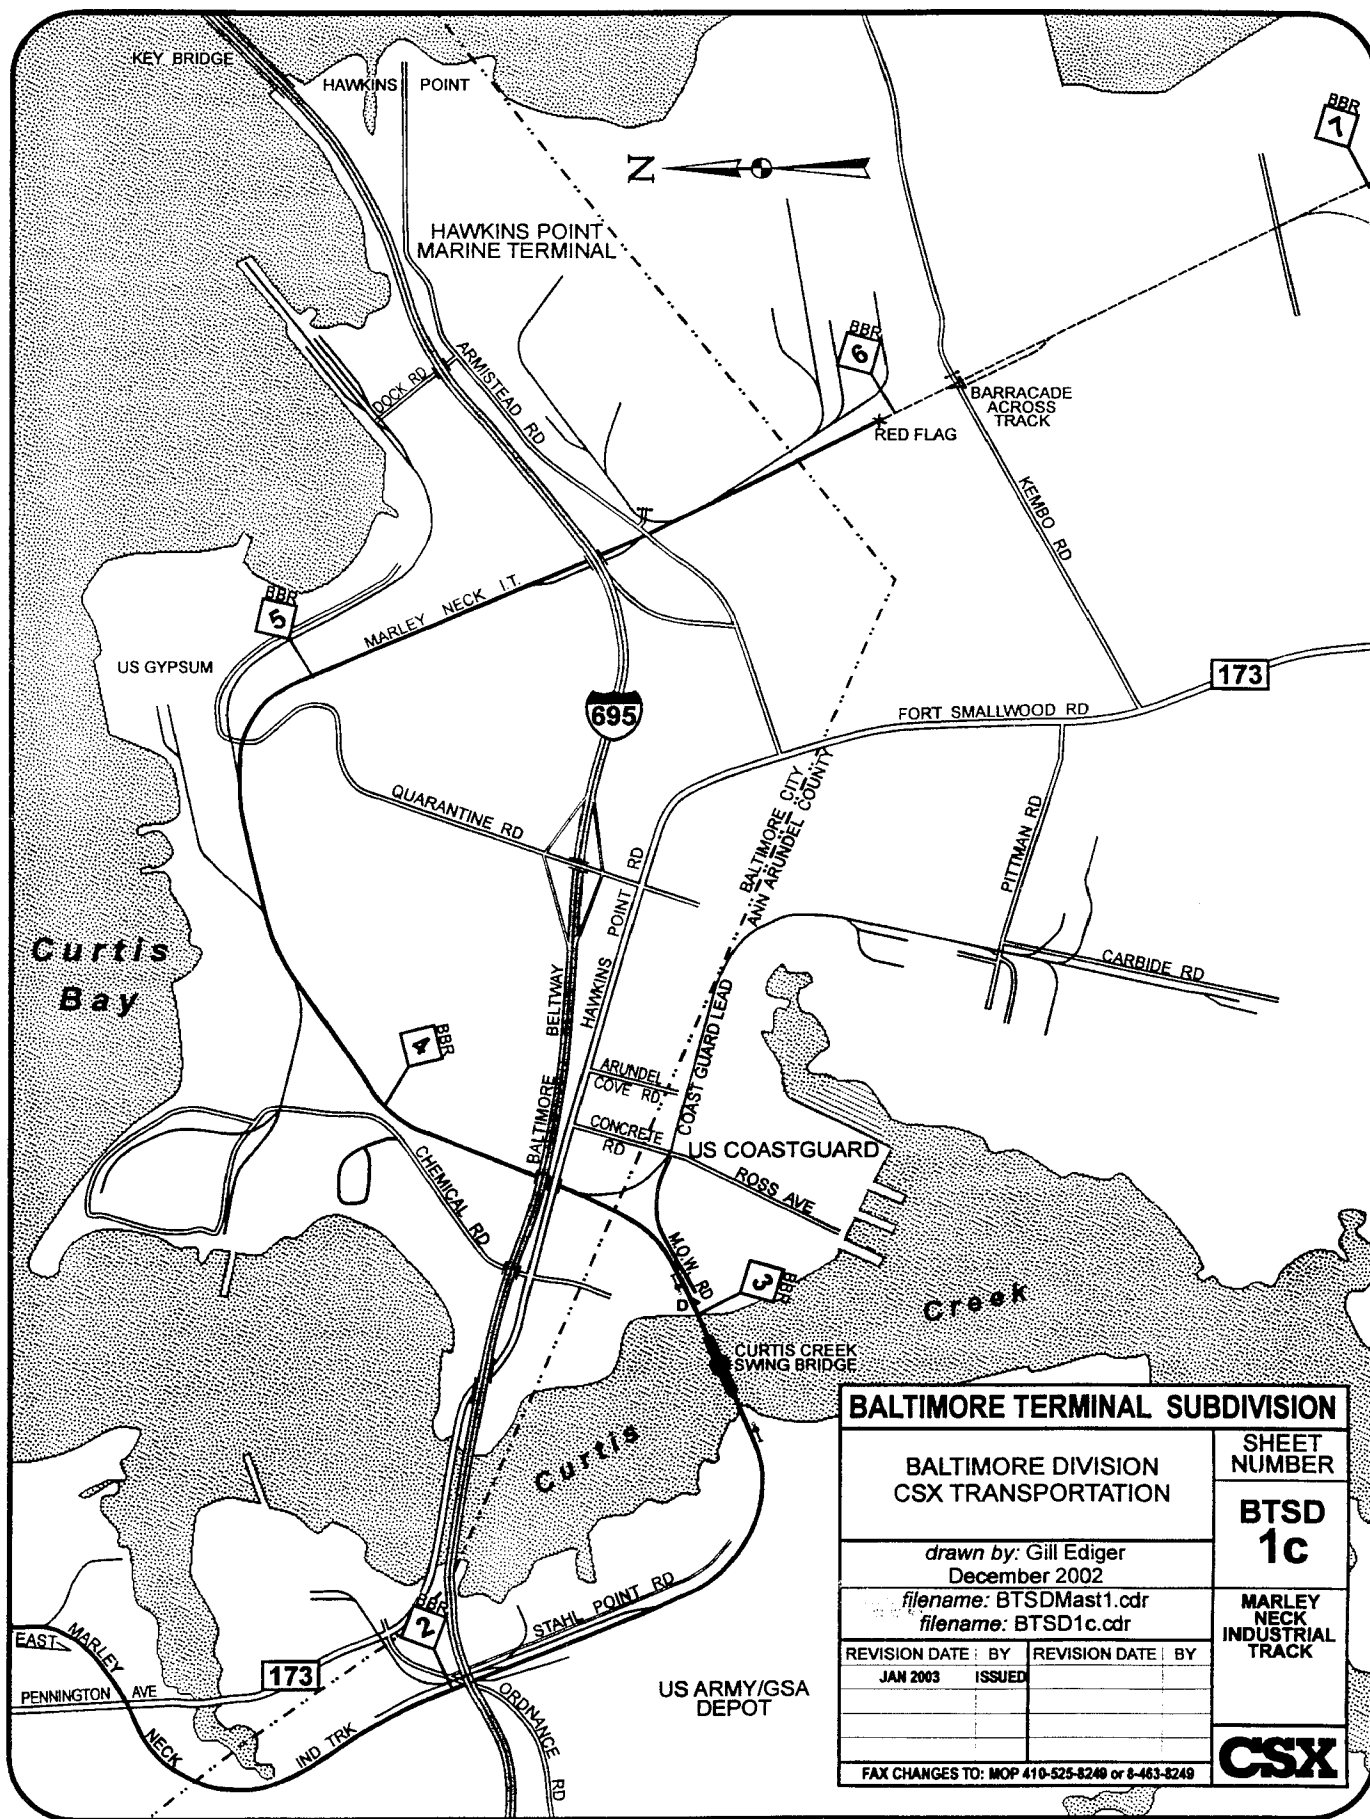 KEY BRIDGE
HAWKINS POINT
BBR
7
N
HAWKINS POINT
MARINE TERMINAL
BBR
6
ARMISTEAD RD
DOCK RD
BARRACADE
ACROSS
TRACK
RED FLAG
KEMBO RD
BBR
5
MARLEY NECK I.T.
US GYPSUM
173
695
FORT SMALLWOOD RD
QUARANTINE RD
BALTIMORE CITY
ANN ARUNDEL COUNTY
PITTMAN RD
HAWKINS POINT RD
CARBIDE RD
Curtis
Bay
BALTIMORE BELTWAY
COAST GUARD LEAD
BBR
4
ARUNDEL
COVE RD
CONCRETE
RD
US COASTGUARD
ROSS AVE
CHEMICAL RD
M.O.W. RD
BBR
3
D
Curtis Creek
CURTIS CREEK
SWING BRIDGE
BBR
2
STAHL POINT RD
EAST
MARLEY NECK IND TRK
173
PENNINGTON AVE
ORDNANCE RD
US ARMY/GSA
DEPOT
BALTIMORE TERMINAL SUBDIVISION
BALTIMORE DIVISION
CSX TRANSPORTATION
SHEET
NUMBER
BTSD
1c
drawn by: Gill Ediger
December 2002
filename: BTSDMast1.cdr
filename: BTSD1c.cdr
MARLEY
NECK
INDUSTRIAL
TRACK
REVISION DATE BY REVISION DATE BY
JAN 2003 ISSUED
FAX CHANGES TO: MOP 410-525-8249 or 8-463-8249
CSX